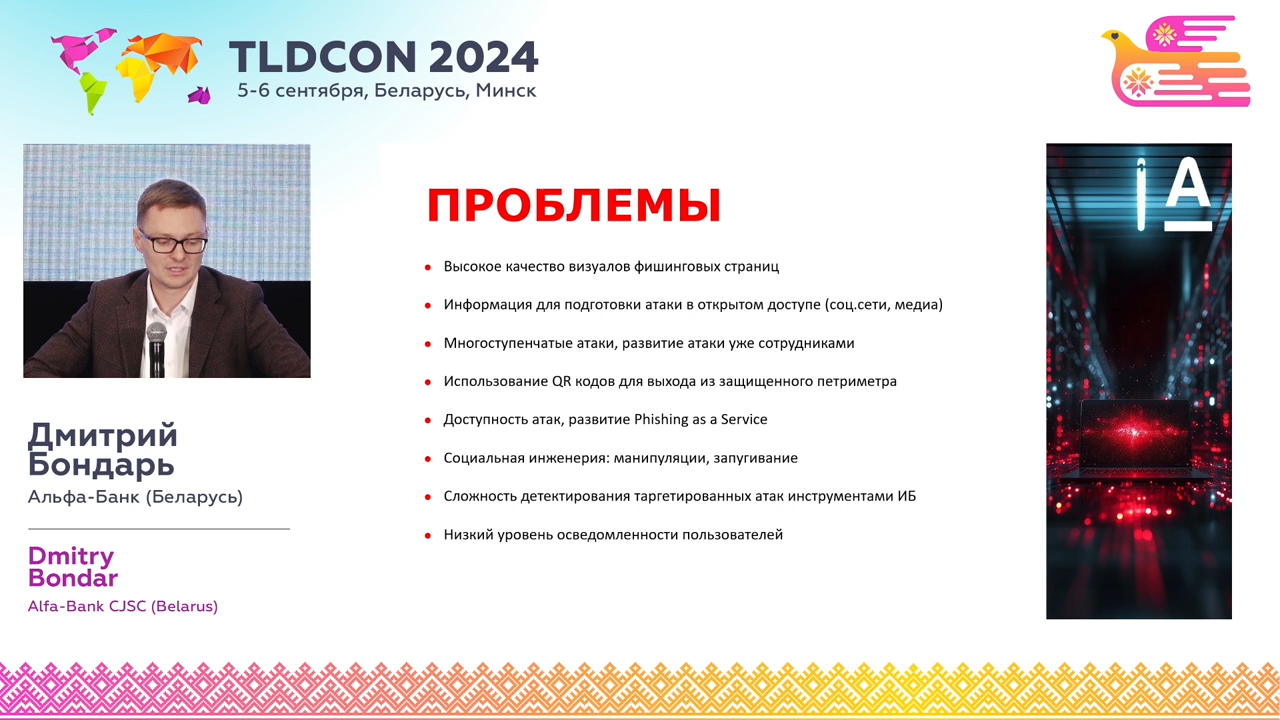 TLDCON 2024
5-6 сентября, Беларусь, Минск
Дмитрий
Бондарь
Альфа-Банк (Беларусь)
Dmitry
Bondar
Alfa-Bank CJSC (Belarus)
ПРОБЛЕМЫ
Высокое качество визуалов фишинговых страниц
Информация для подготовки атаки в открытом доступе (соц.сети, медиа)
Многоступенчатые атаки, развитие атаки уже сотрудниками
Использование QR кодов для выхода из защищенного петриметра
Доступность атак, развитие Phishing as a Service
Социальная инженерия: манипуляции, запугивание
Сложность детектирования таргетированных атак инструментами ИБ
Низкий уровень осведомленности пользователей
А